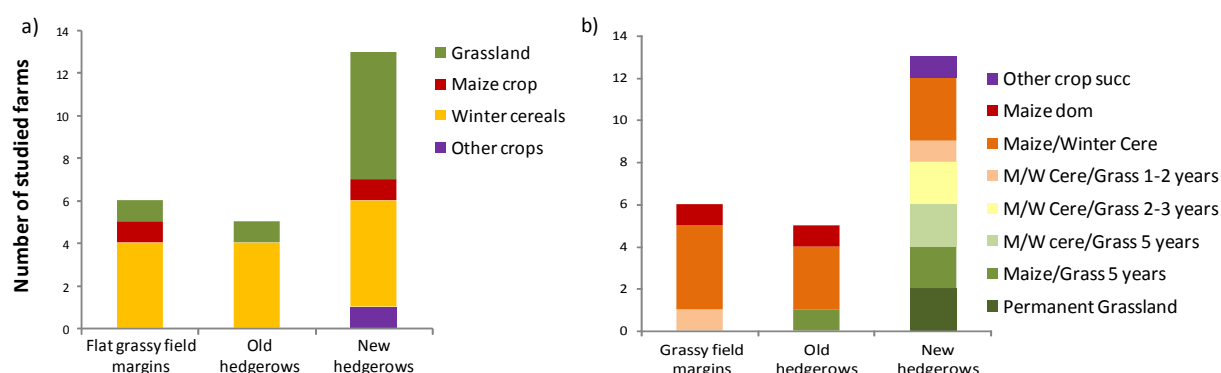 a)
Number of studied farms
14
12
10
8
6
4
2
0
Flat grassy field
margins
Old
hedgerows
New
hedgerows
Grassland
Maize crop
Winter cereals
Other crops
b)
14
12
10
8
6
4
2
0
Grassy field
margins
Old
hedgerows
New
hedgerows
Other crop succ
Maize dom
Maize/Winter Cere
M/W Cere/Grass 1-2 years
M/W Cere/Grass 2-3 years
M/W cere/Grass 5 years
Maize/Grass 5 years
Permanent Grassland